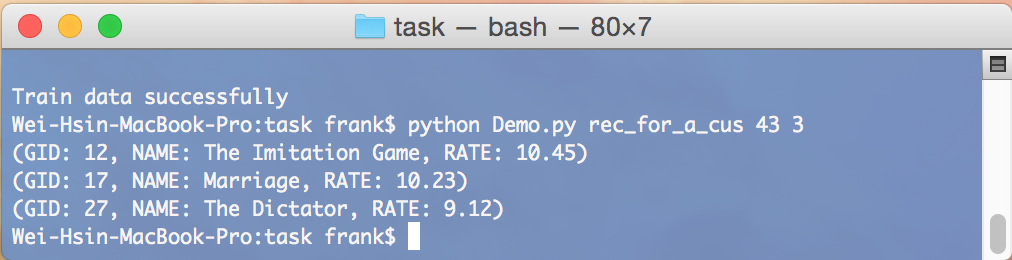 task — bash — 80×7
Train data successfully
Wei-Hsin-MacBook-Pro:task frank$ python Demo.py rec_for_a_cus 43 3
(GID: 12, NAME: The Imitation Game, RATE: 10.45)
(GID: 17, NAME: Marriage, RATE: 10.23)
(GID: 27, NAME: The Dictator, RATE: 9.12)
Wei-Hsin-MacBook-Pro:task frank$